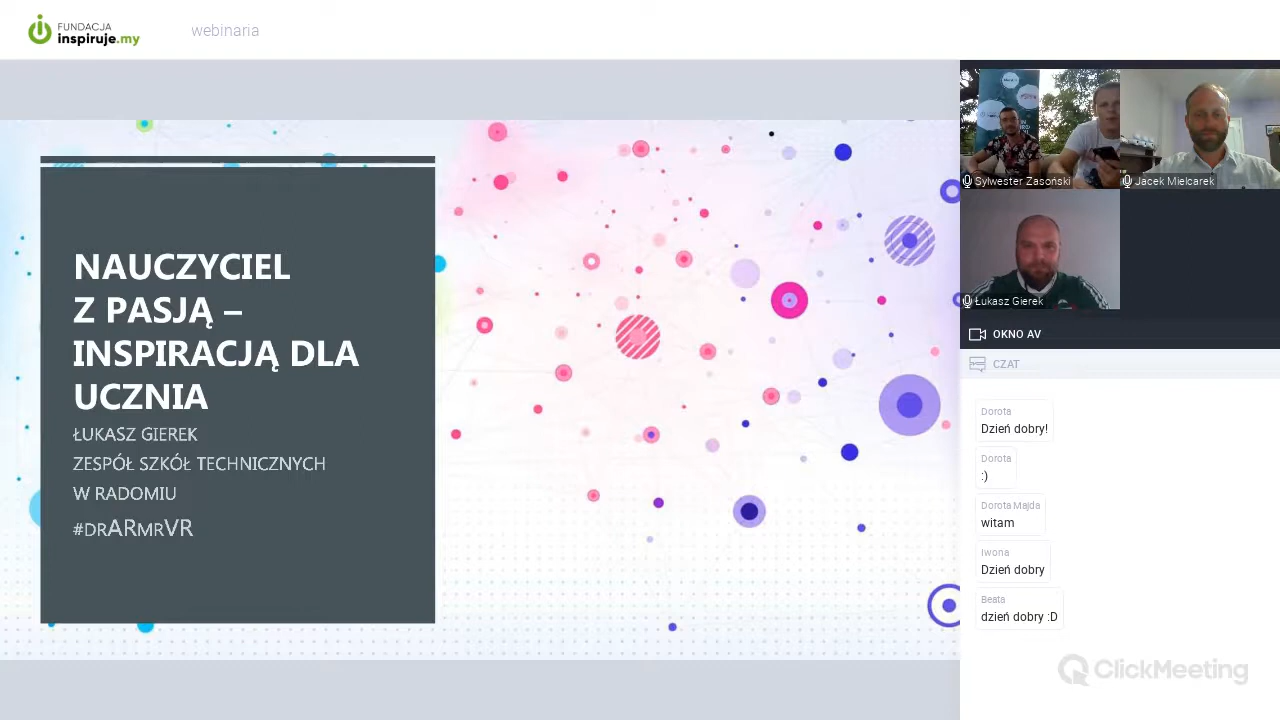 FUNDACJA
inspiruje.my
webinaria
NAUCZYCIEL
Z PASJĄ –
INSPIRACJĄ DLA
UCZNIA
ŁUKASZ GIEREK
ZESPÓŁ SZKÓŁ TECHNICZNYCH
W RADOMIU
#DRARMRVR
Sylwester Zasoński
Jacek Mielcarek
Łukasz Gierek
OKNO AV
CZAT
Dorota
Dzień dobry!
Dorota
:)
Dorota Majda
witam
Iwona
Dzień dobry
Beata
dzień dobry :D
ClickMeeting